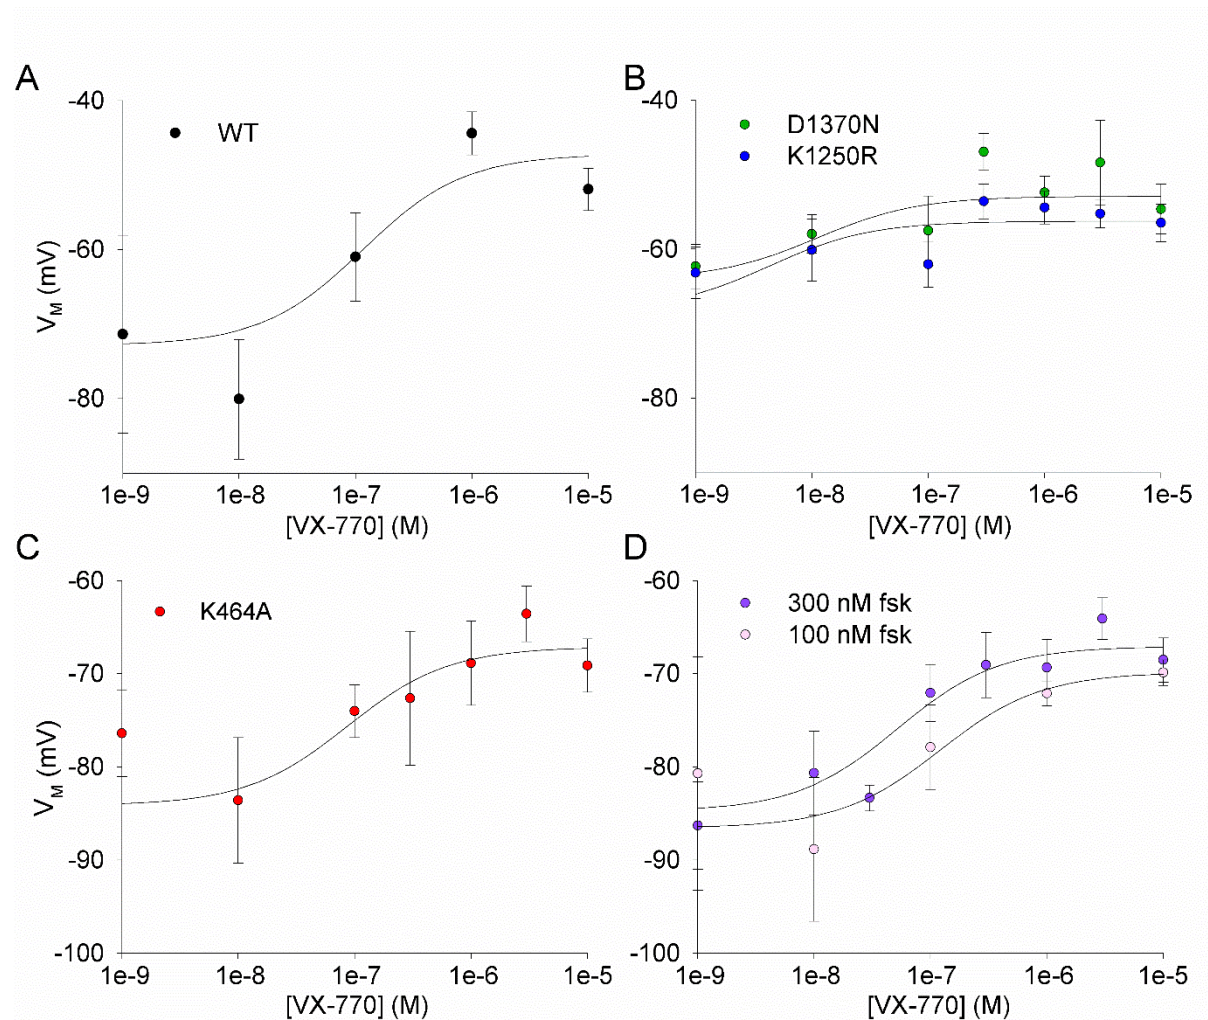 A
-40
-60
-80
V_M (mV)
WT
1e-9 1e-8 1e-7 1e-6 1e-5
[VX-770] (M)
B
-40
-60
-80
D1370N
K1250R
1e-9 1e-8 1e-7 1e-6 1e-5
[VX-770] (M)
C
-60
-70
-80
-90
-100
V_M (mV)
K464A
1e-9 1e-8 1e-7 1e-6 1e-5
[VX-770] (M)
D
-60
-70
-80
-90
-100
300 nM fsk
100 nM fsk
1e-9 1e-8 1e-7 1e-6 1e-5
[VX-770] (M)